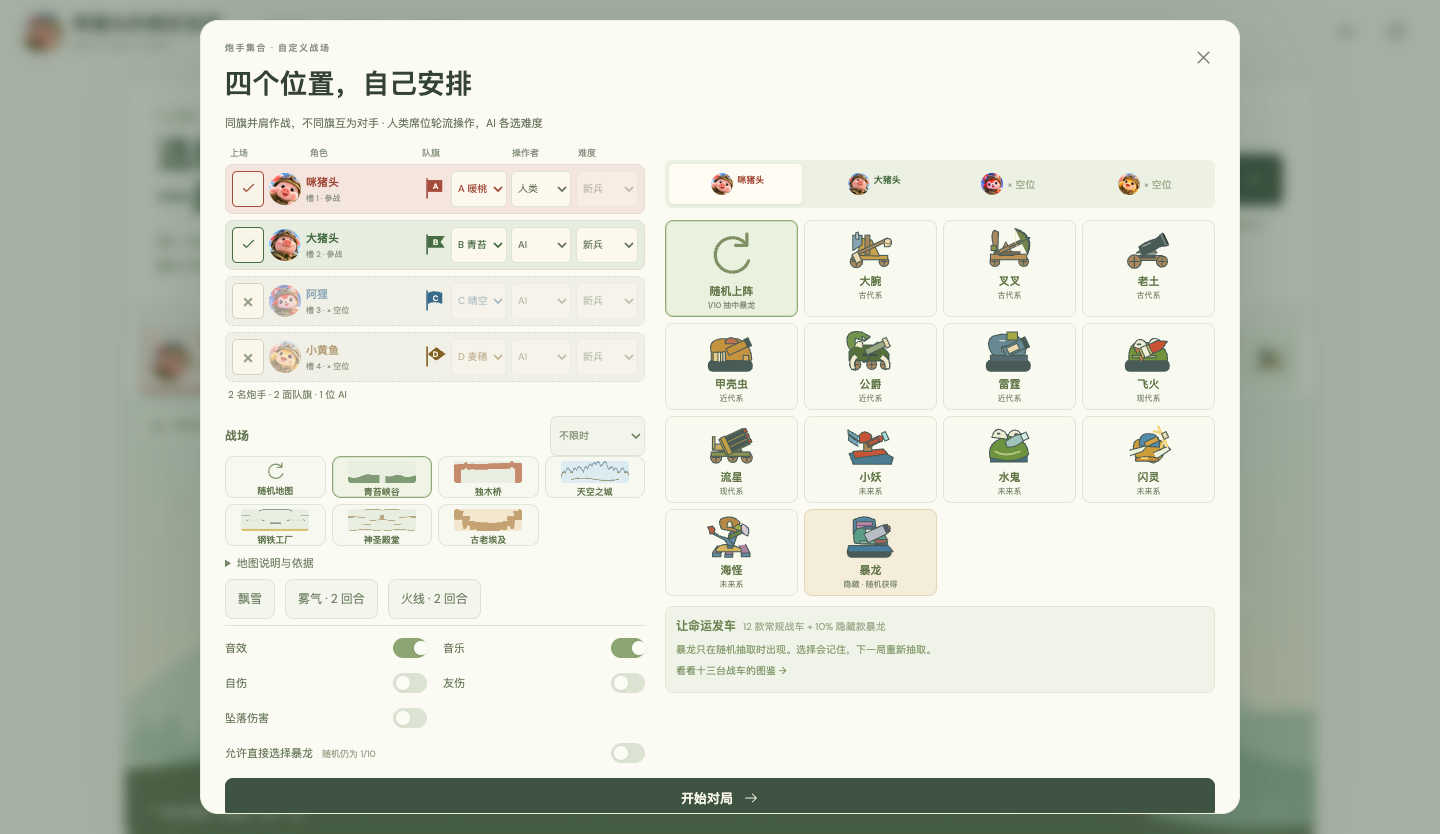 炮手集合 · 自定义战场
四个位置，自己安排
同旗并肩作战，不同旗互为对手 · 人类席位轮流操作，AI 各选难度
上场 角色 队旗 操作者 难度
咪猪头
槽 1 · 参战
A A 暖桃 人类 新兵
大猪头
槽 2 · 参战
B B 青苔 AI 新兵
阿狸
槽 3 · × 空位
C C 晴空 AI 新兵
小黄鱼
槽 4 · × 空位
D D 麦穗 AI 新兵
2 名炮手 · 2 面队旗 · 1 位 AI
战场 不限时
随机地图 青苔峡谷 独木桥 天空之城
钢铁工厂 神圣殿堂 古老埃及
地图说明与依据
飘雪 雾气 · 2 回合 火线 · 2 回合
音效 音乐
自伤 友伤
坠落伤害
允许直接选择暴龙 随机仍为 1/10
咪猪头 大猪头 × 空位 × 空位
随机上阵 大腕 叉叉 老土
1/10 抽中暴龙 古代系 古代系 古代系
甲壳虫 公爵 雷霆 飞火
近代系 近代系 近代系 现代系
流星 小妖 水鬼 闪灵
现代系 未来系 未来系 未来系
海怪 暴龙
未来系 隐藏 · 随机获得
让命运发车 12 款常规战车 + 10% 隐藏款暴龙
暴龙只在随机抽取时出现。选择会记住，下一局重新抽取。
看看十三台战车的图鉴 →
开始对局 →